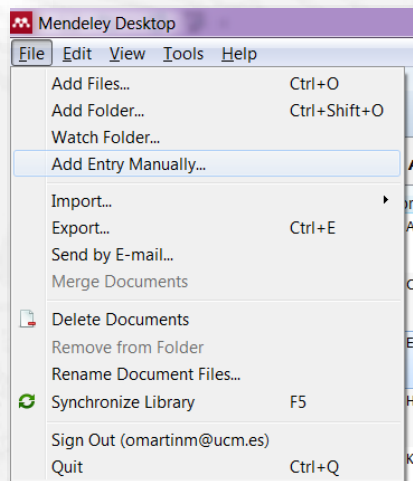 Mendeley Desktop
File Edit View Tools Help
Add Files... Ctrl+O
Add Folder... Ctrl+Shift+O
Watch Folder...
Add Entry Manually...
Import...
Export... Ctrl+E
Send by E-mail...
Merge Documents
Delete Documents
Remove from Folder
Rename Document Files...
Synchronize Library F5
Sign Out (omartinm@ucm.es)
Quit Ctrl+Q